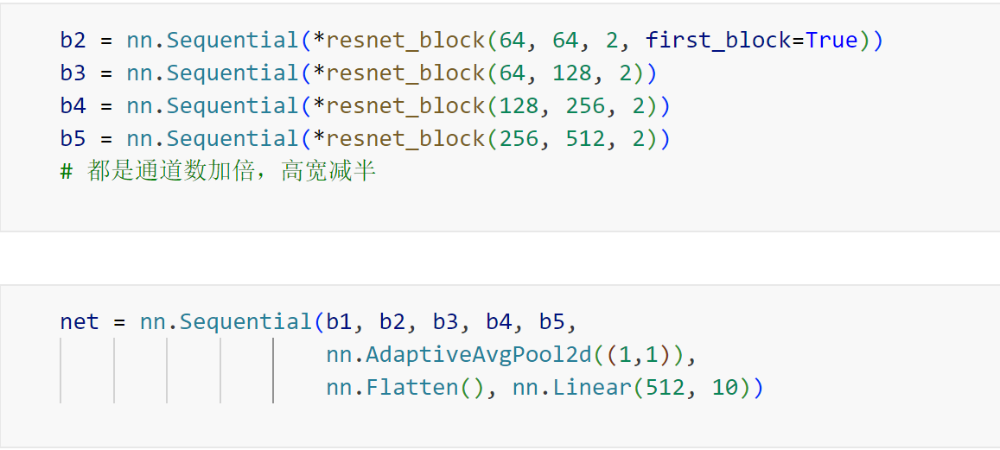 b2 = nn.Sequential(*resnet_block(64, 64, 2, first_block=True))
b3 = nn.Sequential(*resnet_block(64, 128, 2))
b4 = nn.Sequential(*resnet_block(128, 256, 2))
b5 = nn.Sequential(*resnet_block(256, 512, 2))
# 都是通道数加倍，高宽减半
net = nn.Sequential(b1, b2, b3, b4, b5,
nn.AdaptiveAvgPool2d((1,1)),
nn.Flatten(), nn.Linear(512, 10))